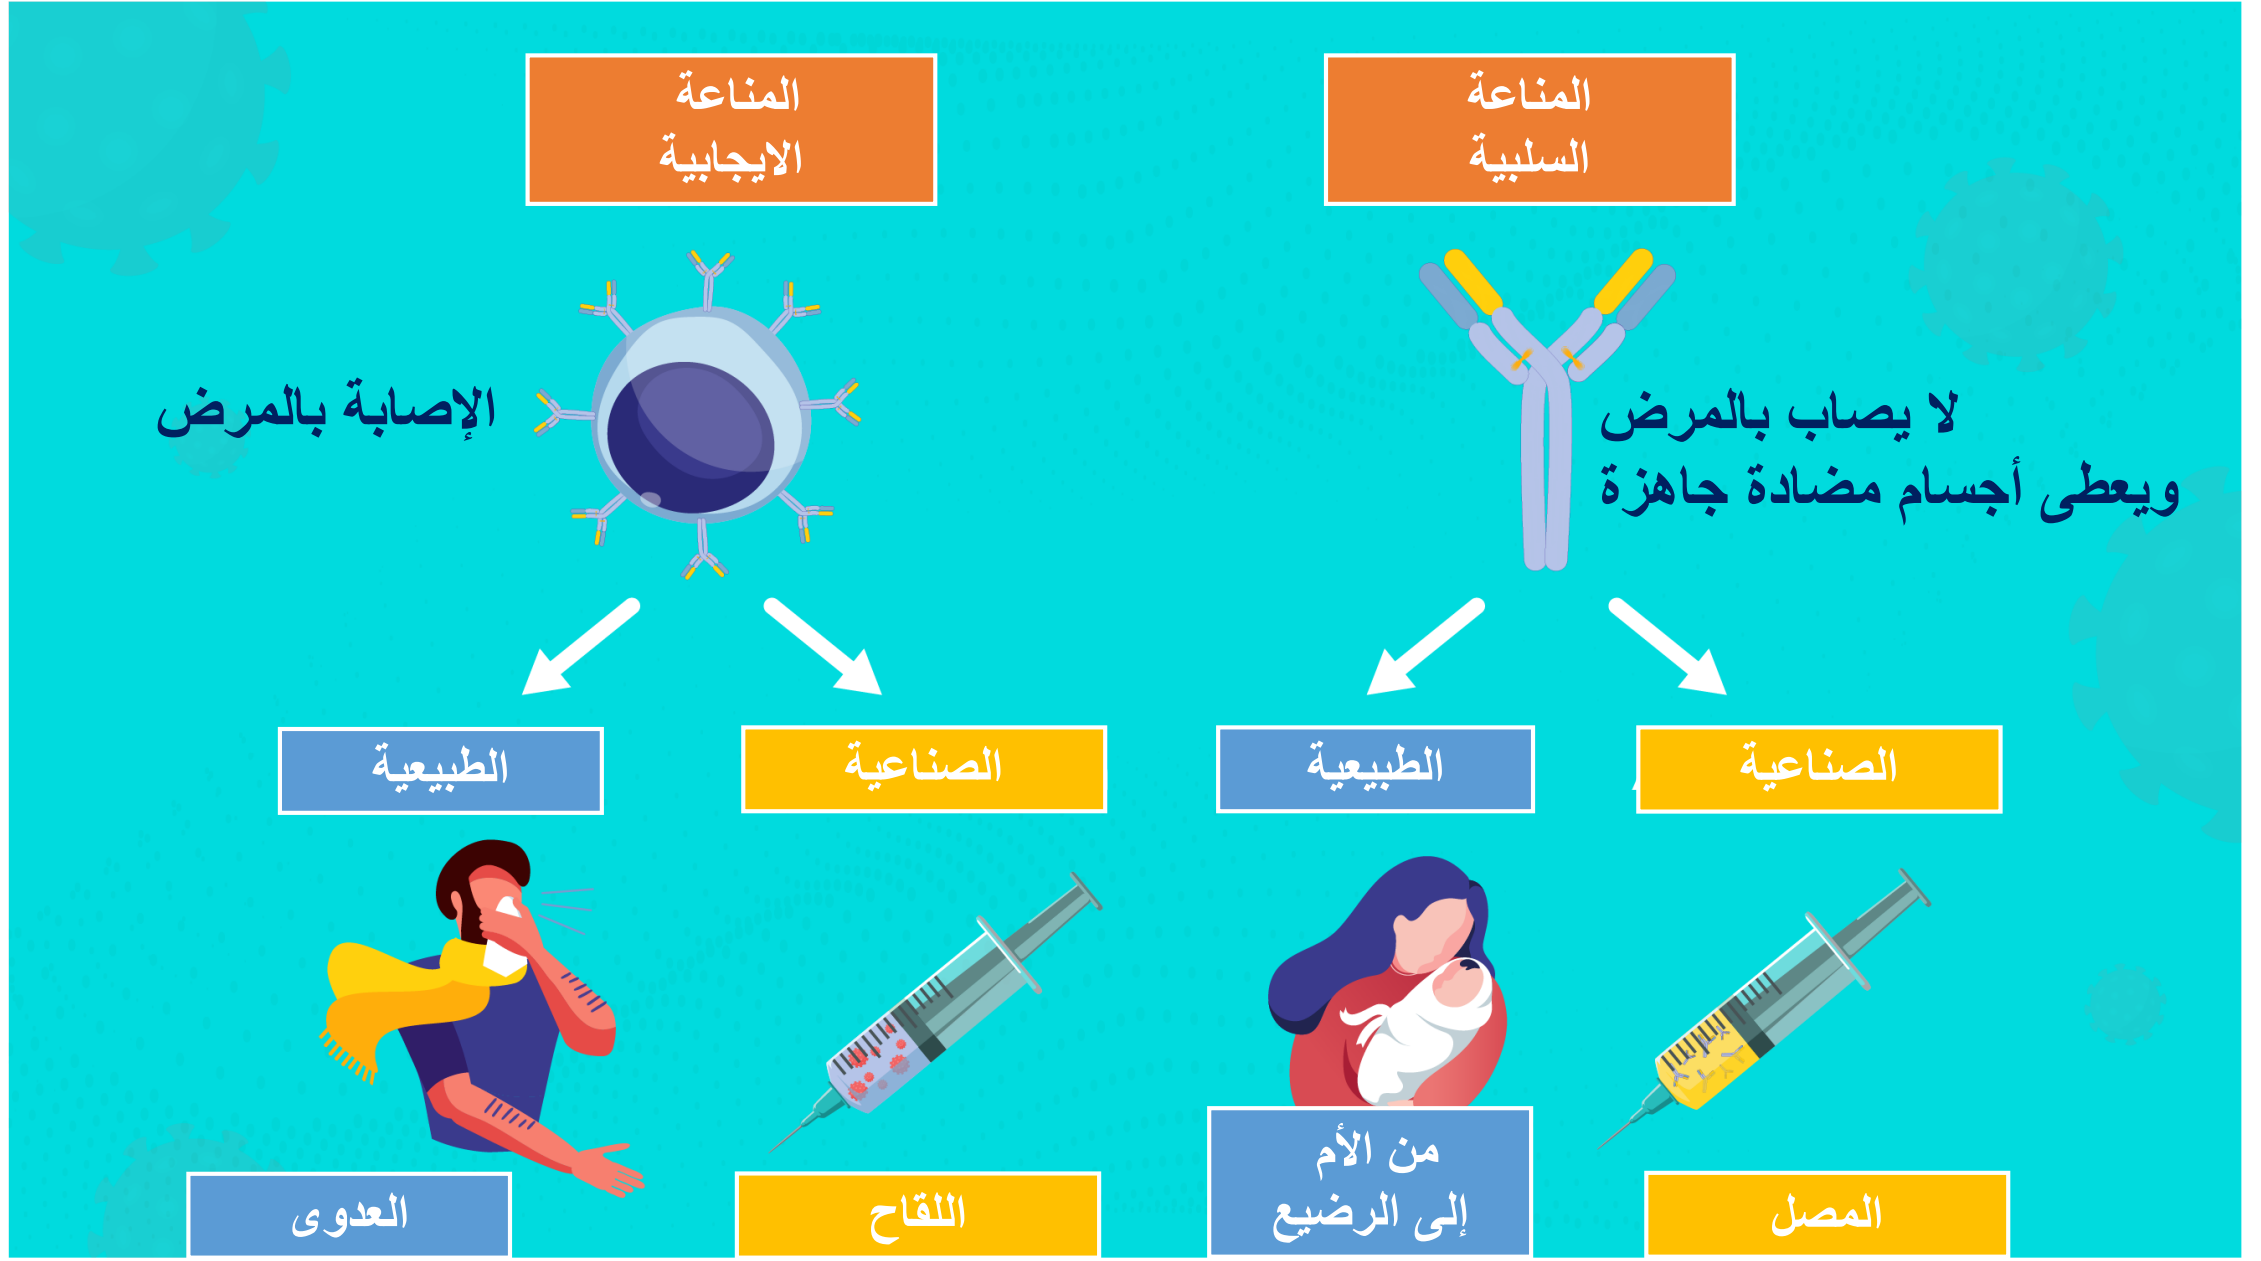 المناعة
السلبية
المناعة
الايجابية
لا يصاب بالمرض
ويعطى أجسام مضادة جاهزة
الإصابة بالمرض
الصناعية
الطبيعية
الصناعية
الطبيعية
المصل
من الأم
إلى الرضيع
اللقاح
العدوى